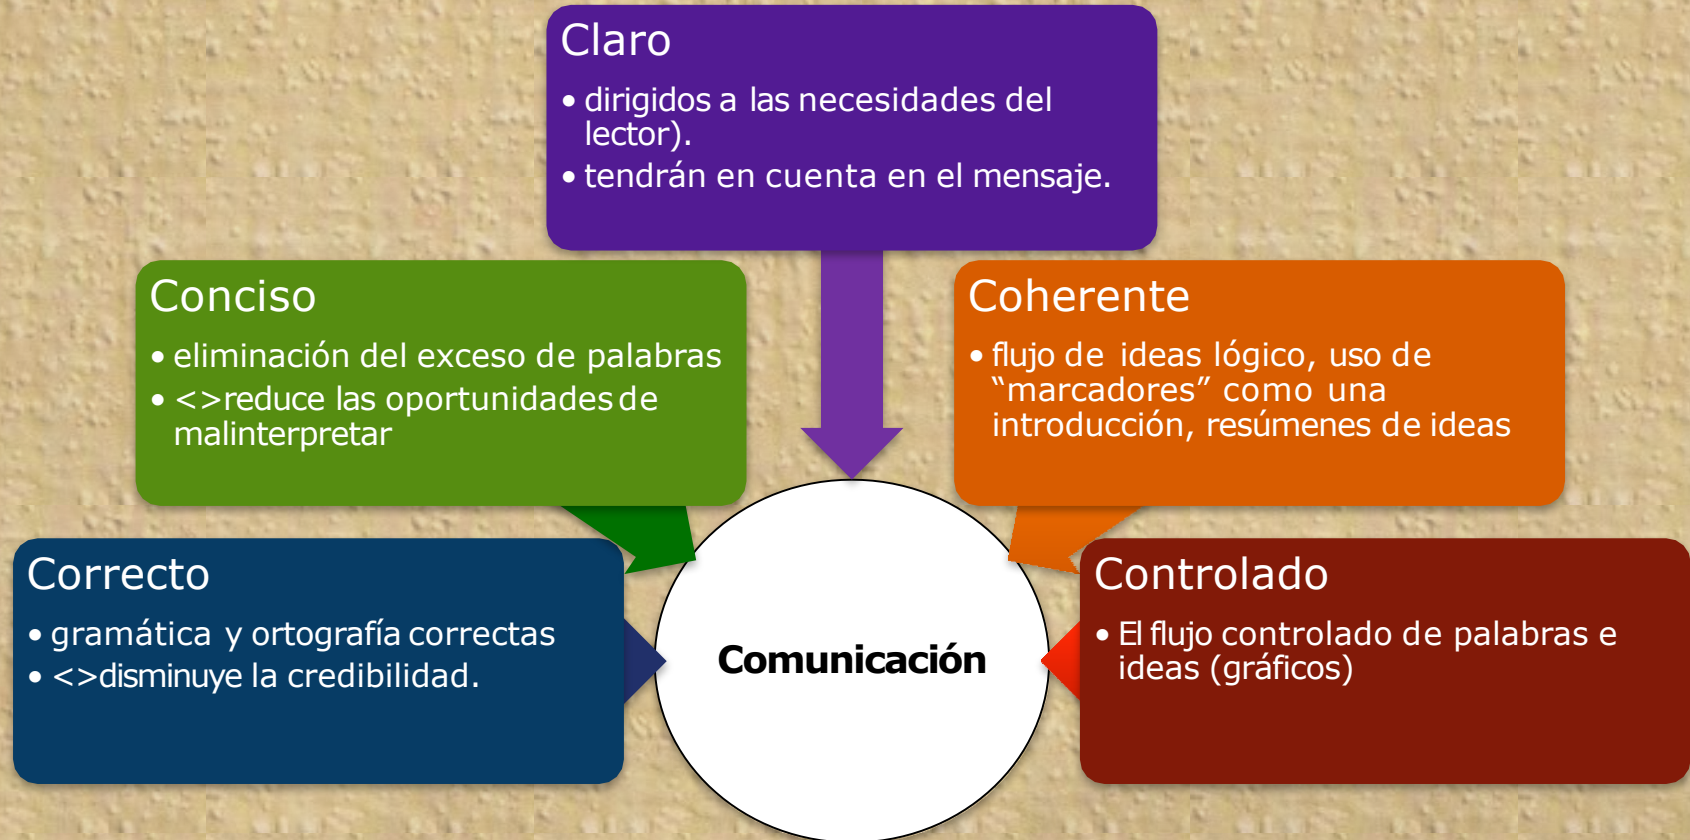 Claro
• dirigidos a las necesidades del
lector).
• tendrán en cuenta en el mensaje.
Conciso
• eliminación del exceso de palabras
• <>reduce las oportunidades de
malinterpretar
Coherente
• flujo de ideas lógico, uso de
“marcadores” como una
introducción, resúmenes de ideas
Correcto
• gramática y ortografía correctas
• <>disminuye la credibilidad.
Comunicación
Controlado
• El flujo controlado de palabras e
ideas (gráficos)